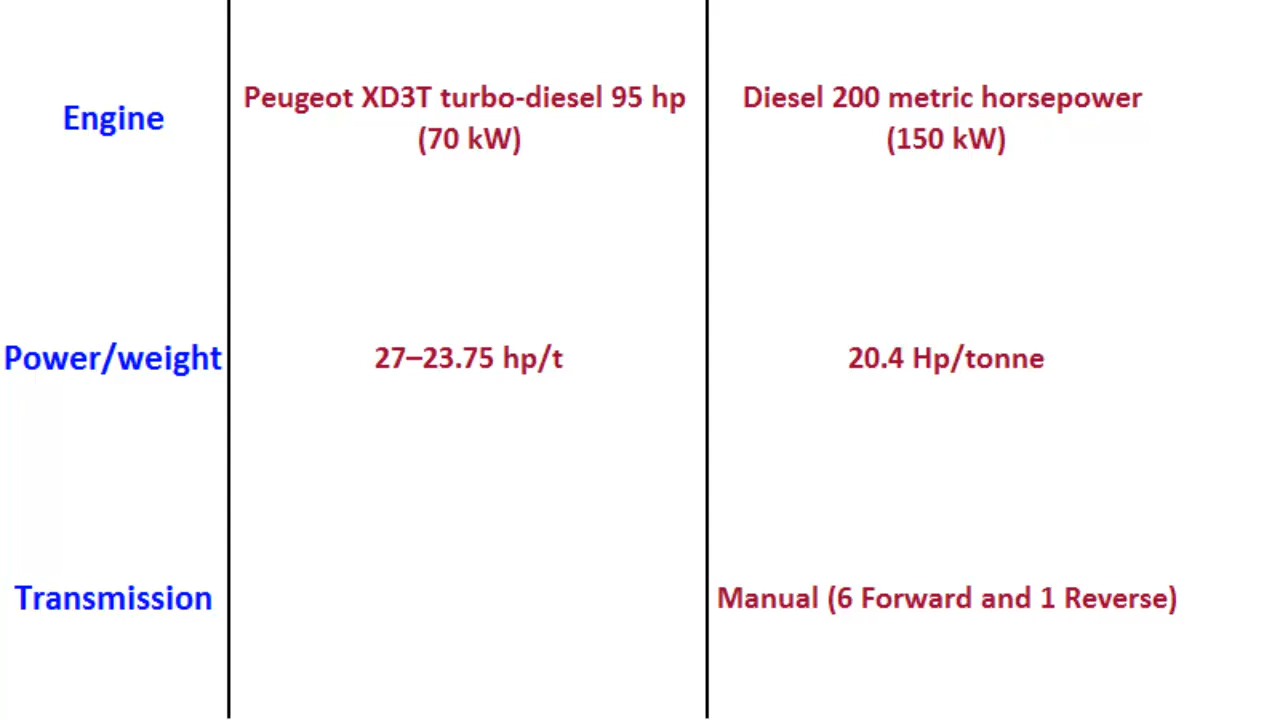 Engine
Peugeot XD3T turbo-diesel 95 hp
(70 kW)
Diesel 200 metric horsepower
(150 kW)
Power/weight
27–23.75 hp/t
20.4 Hp/tonne
Transmission
Manual (6 Forward and 1 Reverse)